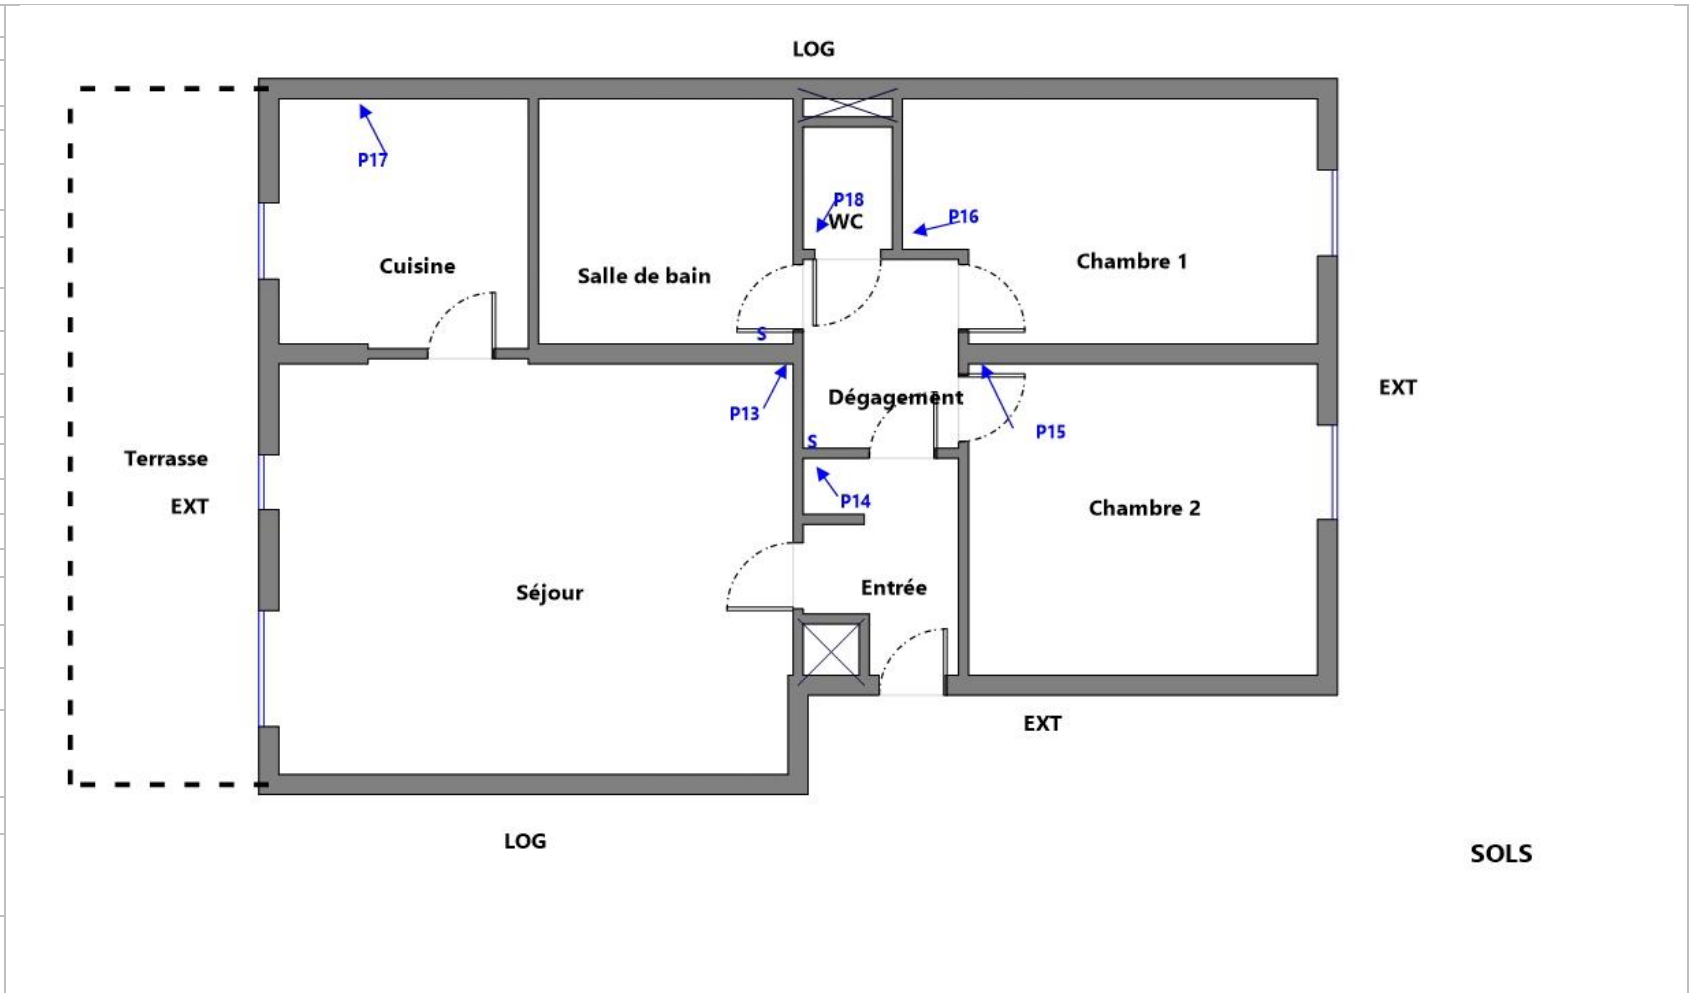 LOG
P17
P18
WC
P16
Cuisine
Salle de bain
Chambre 1
S
P13
Dégagement
EXT
P15
S
Terrasse
EXT
P14
Chambre 2
Séjour
Entrée
EXT
LOG
SOLS